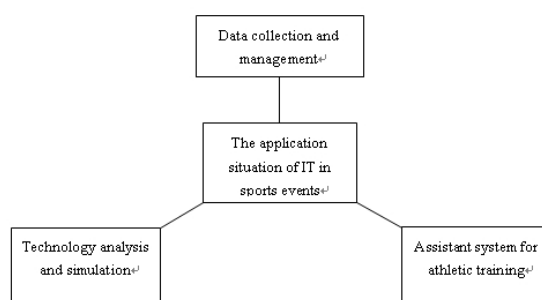 Data collection and
management↵
The application
situation of IT in
sports events↵
Technology analysis
and simulation↵
Assistant system for
athletic training↵